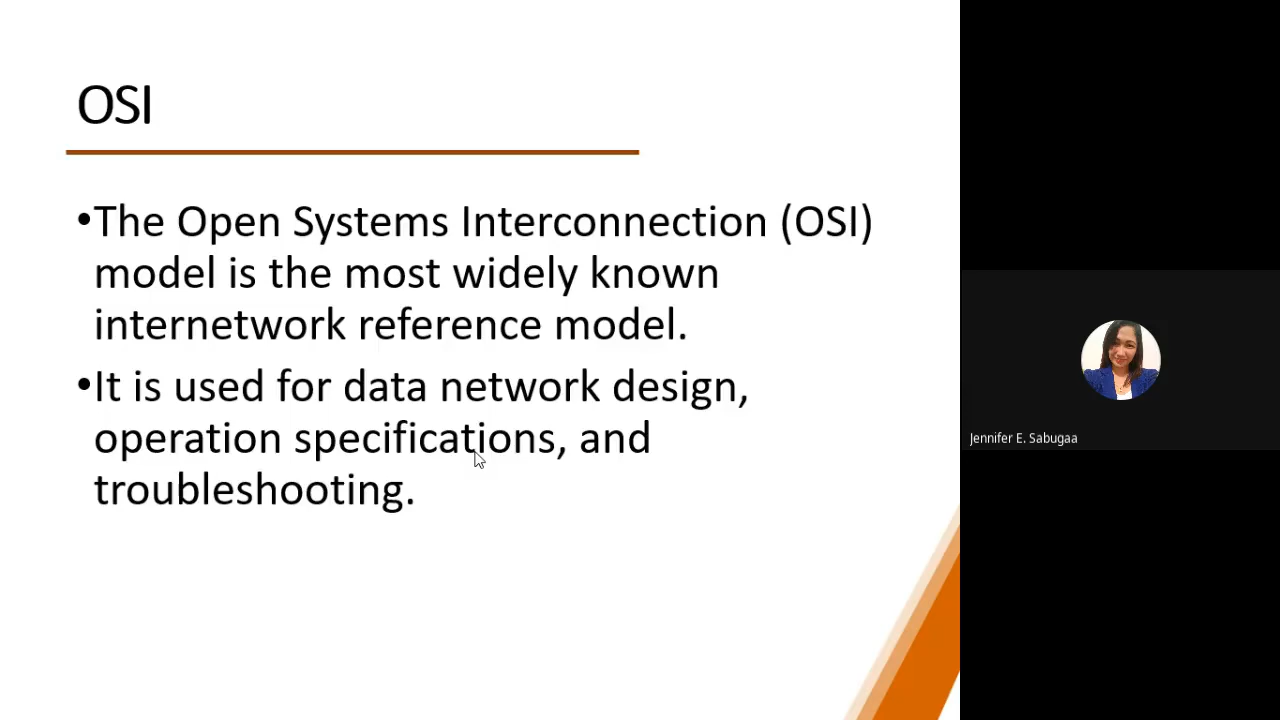 OSI
•The Open Systems Interconnection (OSI)
model is the most widely known
internetwork reference model.
•It is used for data network design,
operation specifications, and
troubleshooting.
Jennifer E. Sabugaa